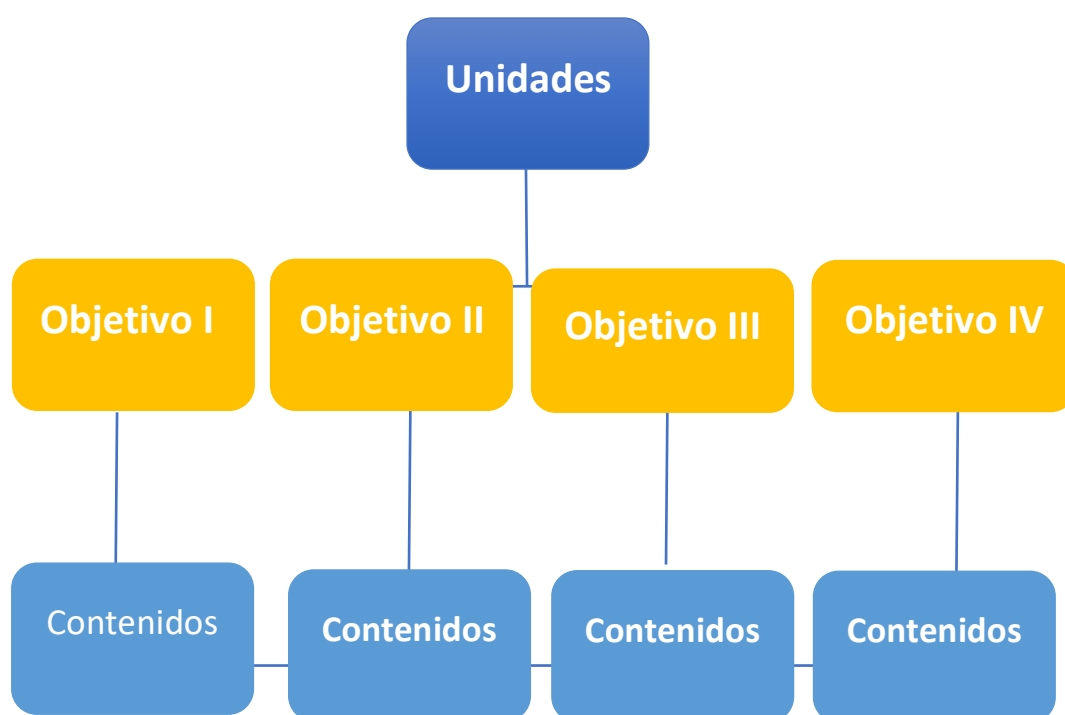 Unidades
Objetivo I
Objetivo II
Objetivo III
Objetivo IV
Contenidos
Contenidos
Contenidos
Contenidos